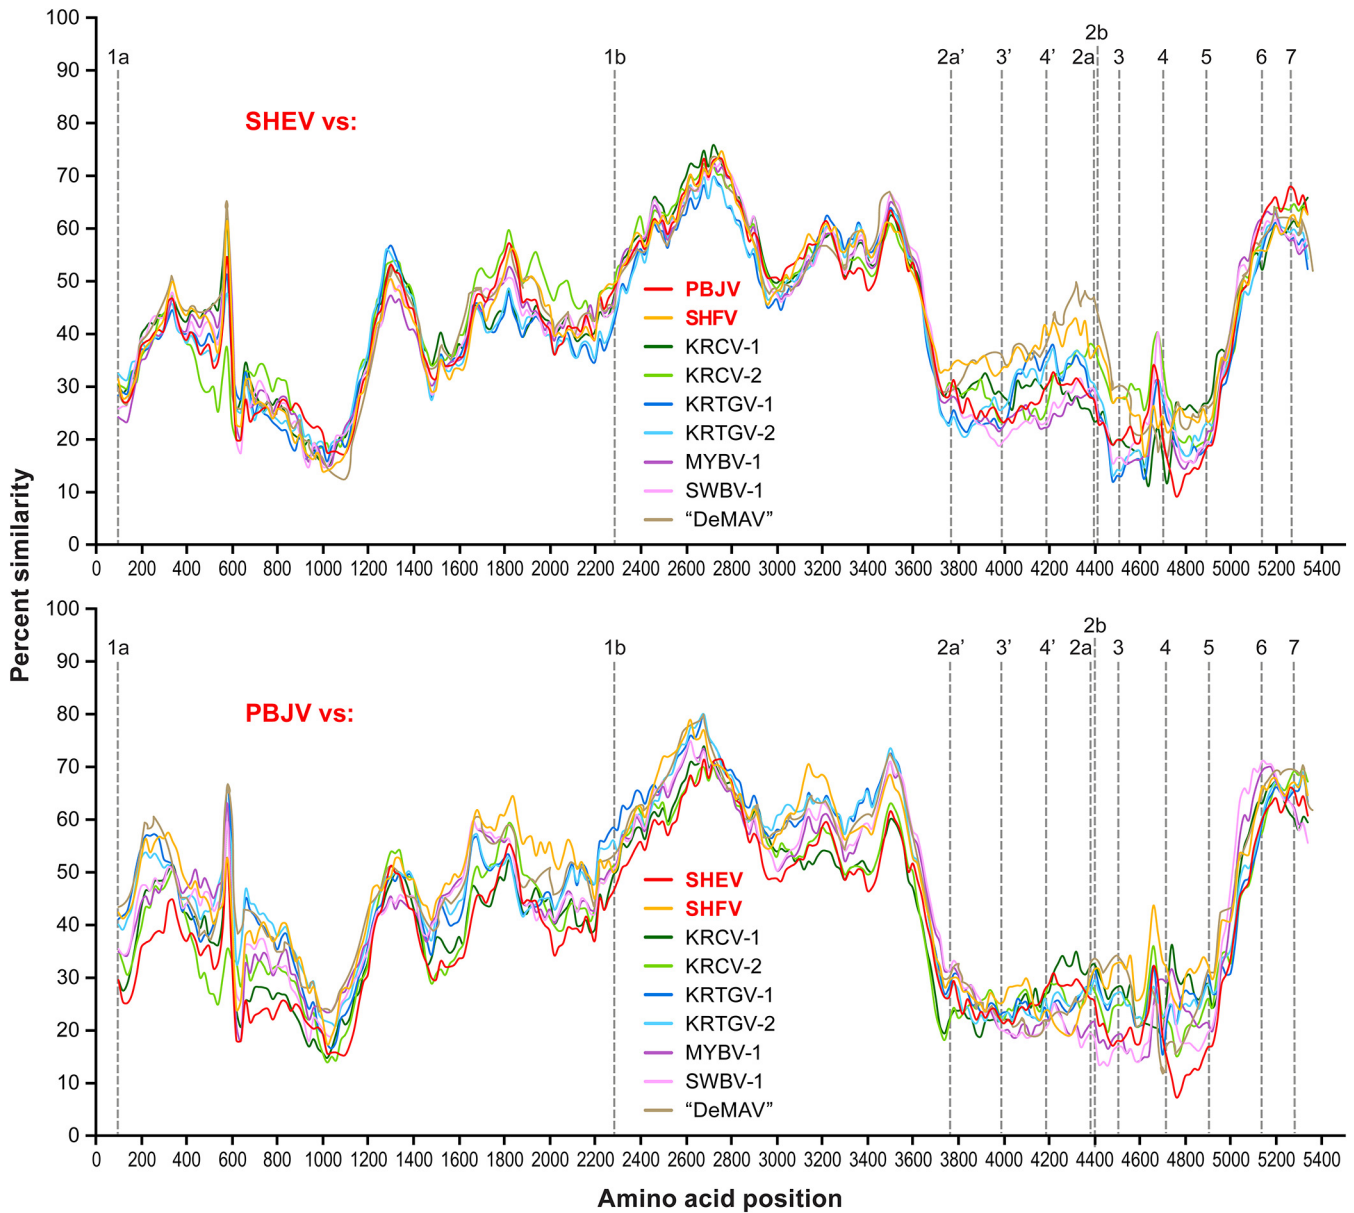 Percent similarity
100
90
80
70
60
50
40
30
20
10
0
1a 1b 2a’ 3’ 4’ 2a 2b 3 4 5 6 7
SHEV vs:
PBJV
SHFV
KRCV-1
KRCV-2
KRTGV-1
KRTGV-2
MYBV-1
SWBV-1
“DeMAV”
0 200 400 600 800 1000 1200 1400 1600 1800 2000 2200 2400 2600 2800 3000 3200 3400 3600 3800 4000 4200 4400 4600 4800 5000 5200 5400
100
90
80
70
60
50
40
30
20
10
0
1a 1b 2a’ 3’ 4’ 2a 2b 3 4 5 6 7
PBJV vs:
SHEV
SHFV
KRCV-1
KRCV-2
KRTGV-1
KRTGV-2
MYBV-1
SWBV-1
“DeMAV”
0 200 400 600 800 1000 1200 1400 1600 1800 2000 2200 2400 2600 2800 3000 3200 3400 3600 3800 4000 4200 4400 4600 4800 5000 5200 5400
Amino acid position